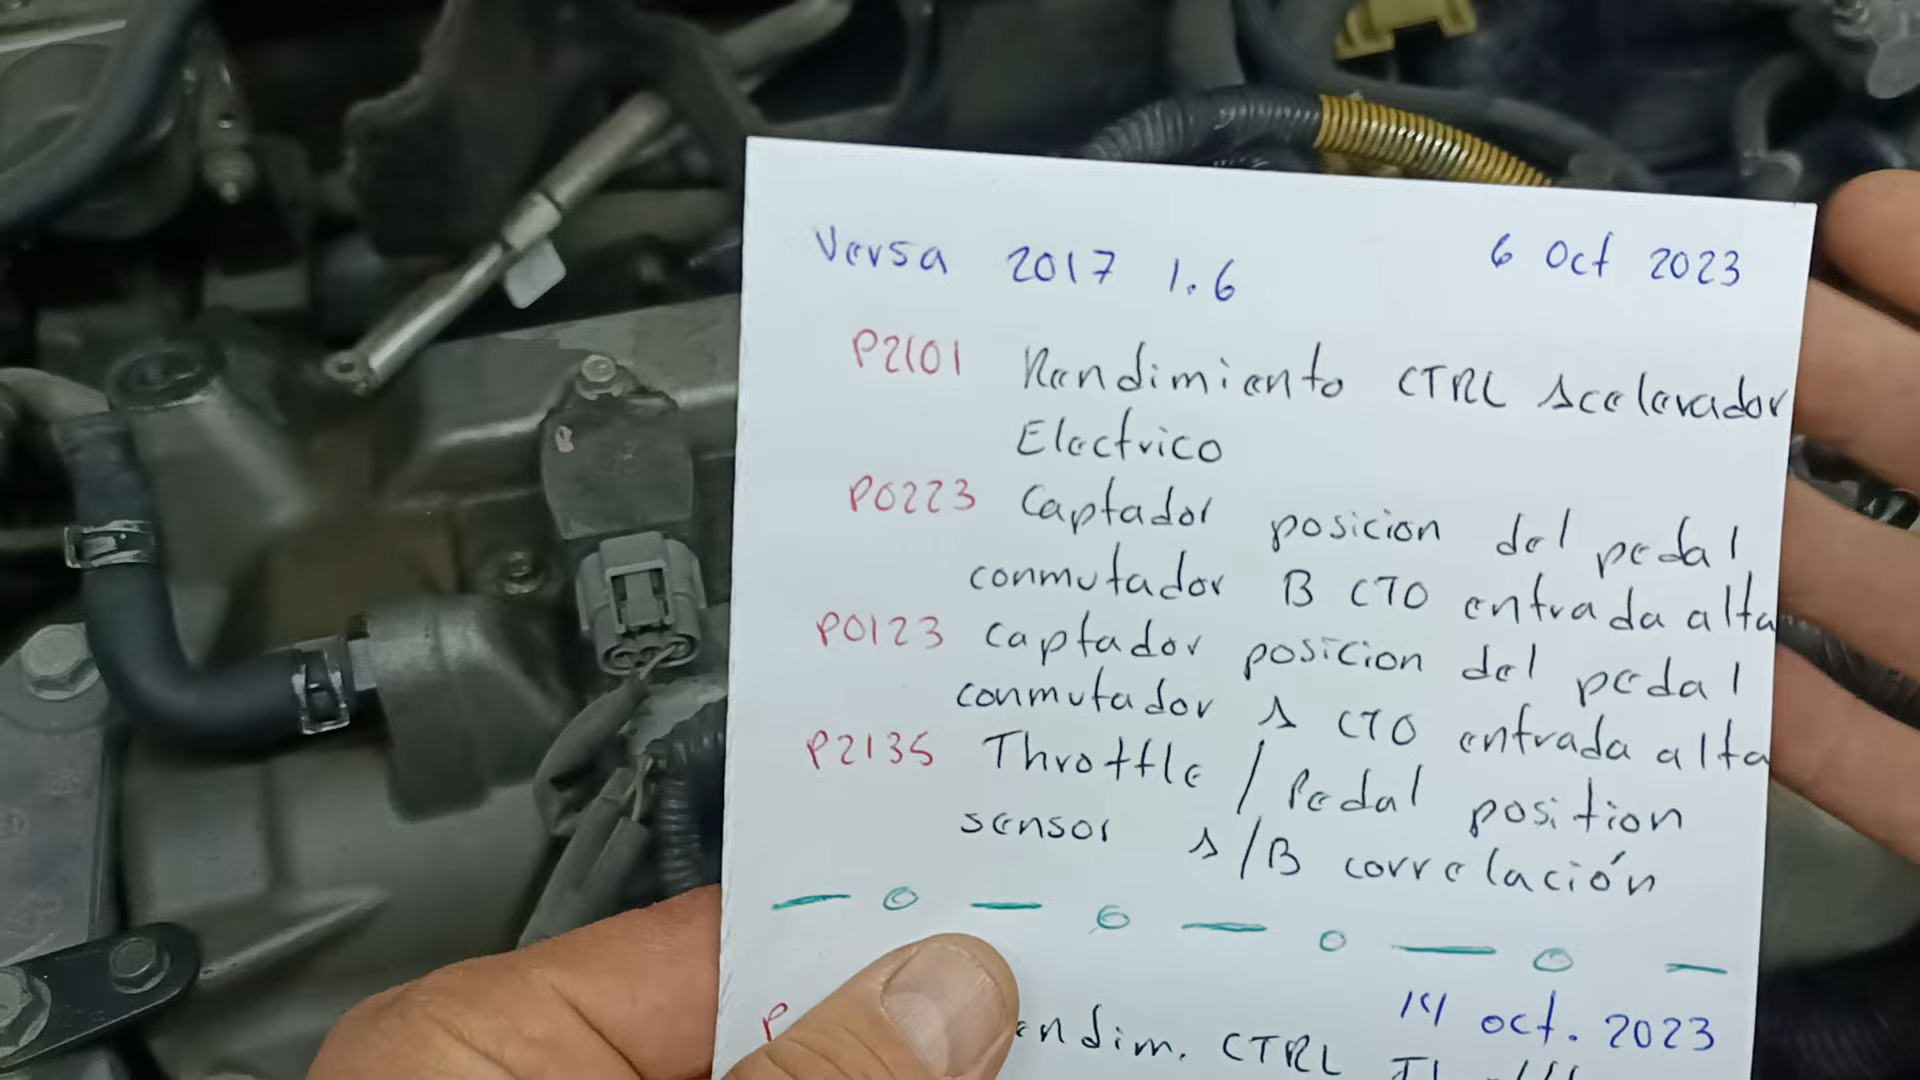 Versa 2017 1.6 6 Oct 2023
P2101 Rendimiento CTRL Acelerador
Electrico
P0223 Captador posicion del pedal
conmutador B CTO entrada alta
P0123 Captador posicion del pedal
conmutador A CTO entrada alta
P2135 Throttle / Pedal position
sensor A/B correlación
14 oct. 2023
P endim. CTRL